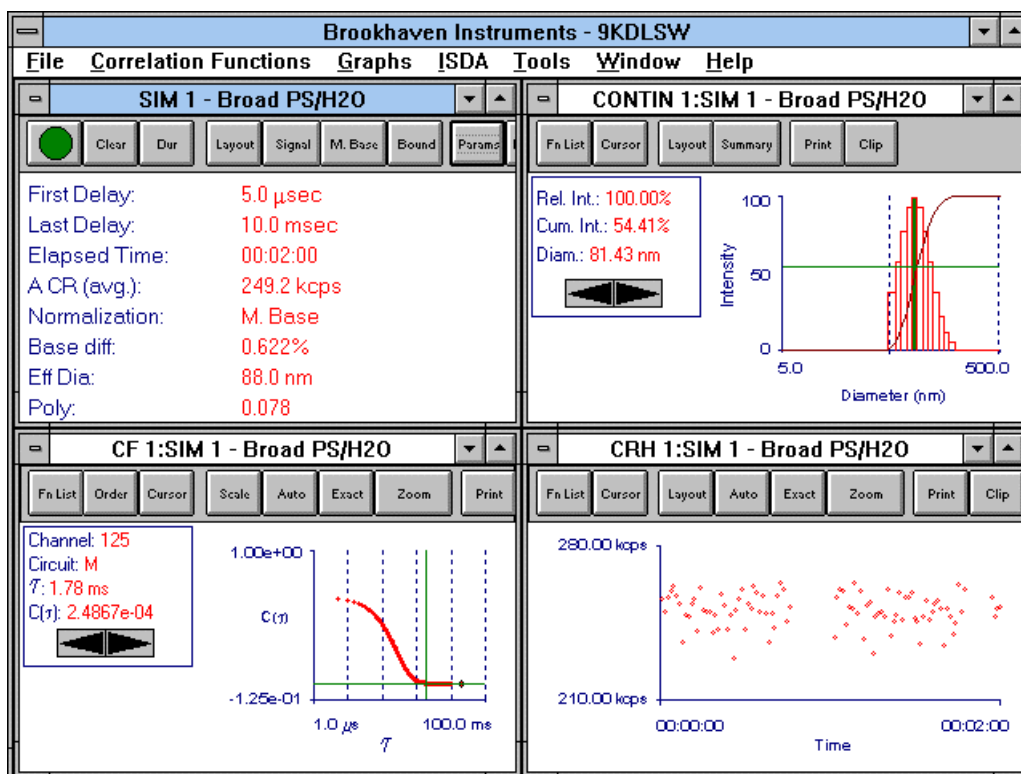 Brookhaven Instruments - 9KDLSW
File Correlation Functions Graphs ISDA Tools Window Help
SIM 1 - Broad PS/H2O
Clear Dur Layout Signal M. Base Bound Params
First Delay: 5.0 µsec
Last Delay: 10.0 msec
Elapsed Time: 00:02:00
A CR (avg.): 249.2 kcps
Normalization: M. Base
Base diff: 0.622%
Eff Dia: 88.0 nm
Poly: 0.078
CONTIN 1:SIM 1 - Broad PS/H2O
Fn List Cursor Layout Summary Print Clip
Rel. Int.: 100.00%
Cum. Int.: 54.41%
Diam.: 81.43 nm
Intensity
100
50
0
5.0 500.0
Diameter (nm)
CF 1:SIM 1 - Broad PS/H2O
Fn List Order Cursor Scale Auto Exact Zoom Print
Channel: 125
Circuit: M
𝜏: 1.78 ms
C(τ): 2.4867e-04
1.00e+00
C(τ)
-1.25e-01
1.0 µs 100.0 ms
𝜏
CRH 1:SIM 1 - Broad PS/H2O
Fn List Cursor Layout Auto Exact Zoom Print Clip
280.00 kcps
210.00 kcps
00:00:00 00:02:00
Time